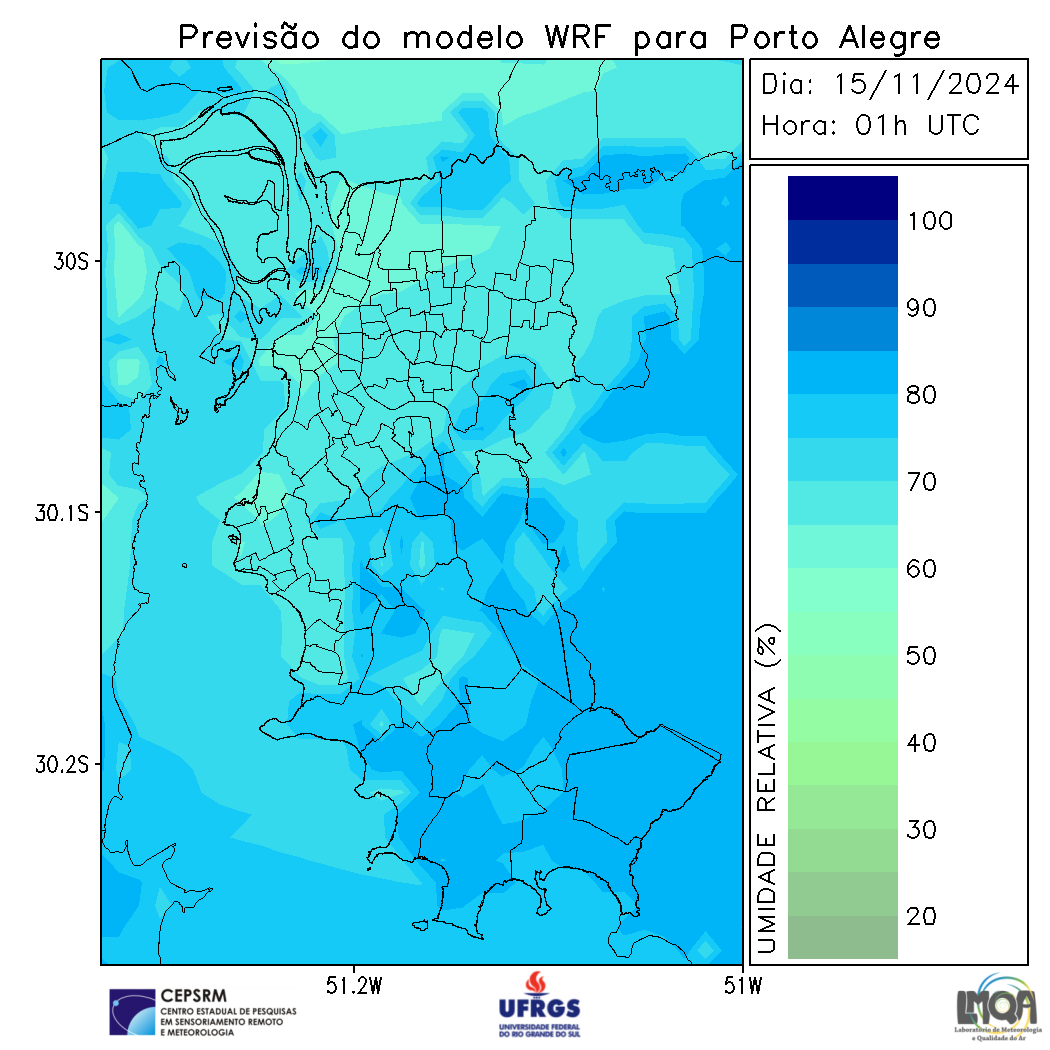 Previsão do modelo WRF para Porto Alegre
Dia: 15/11/2024
Hora: 01h UTC
30S
30.1S
30.2S
51.2W
51W
UMIDADE RELATIVA (%)
100
90
80
70
60
50
40
30
20
CEPSRM
CENTRO ESTADUAL DE PESQUISAS
EM SENSORIAMENTO REMOTO
E METEOROLOGIA
UFRGS
UNIVERSIDADE FEDERAL
DO RIO GRANDE DO SUL
LMQA
Laboratório de Meteorologia
e Qualidade do Ar